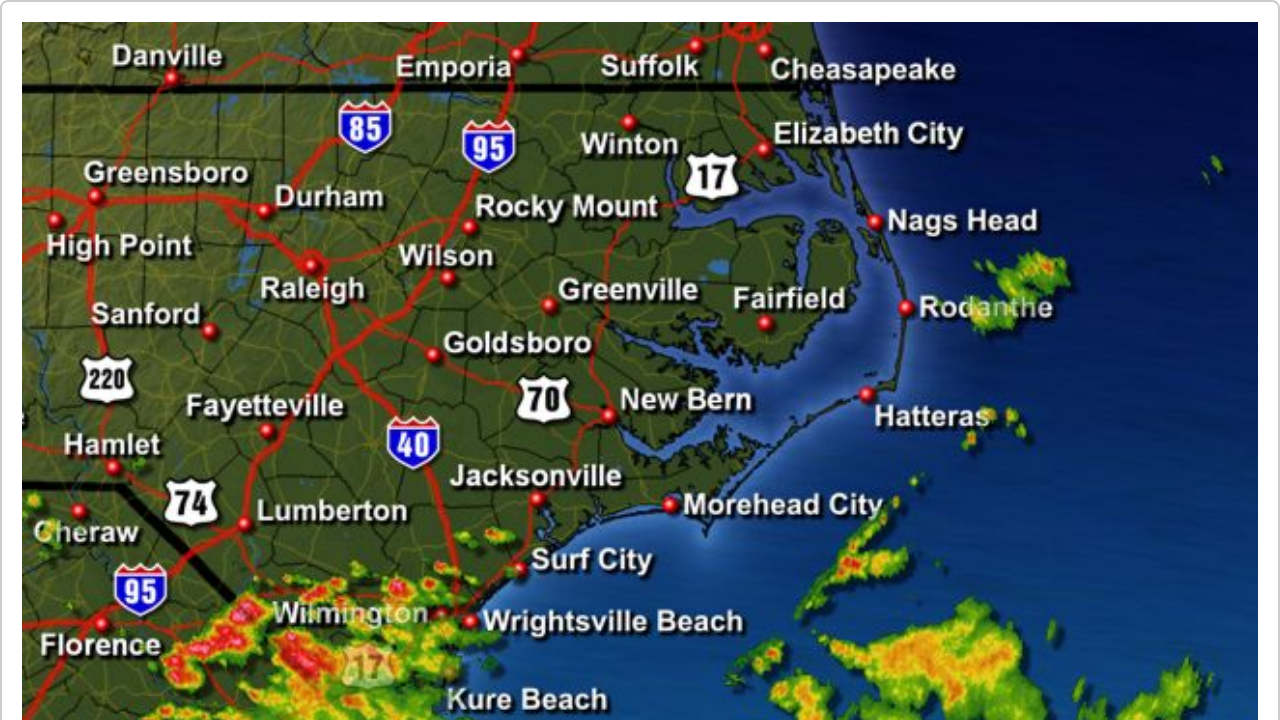 Danville
Emporia
Suffolk
Cheasapeake
85
95
Winton
Elizabeth City
17
Greensboro
Durham
Rocky Mount
Nags Head
High Point
Wilson
Raleigh
Greenville
Fairfield
Rodanthe
Sanford
Goldsboro
220
70
New Bern
Fayetteville
Hatteras
Hamlet
40
Jacksonville
74
Lumberton
Morehead City
Cheraw
Surf City
95
Wilmington
Wrightsville Beach
Florence
17
Kure Beach